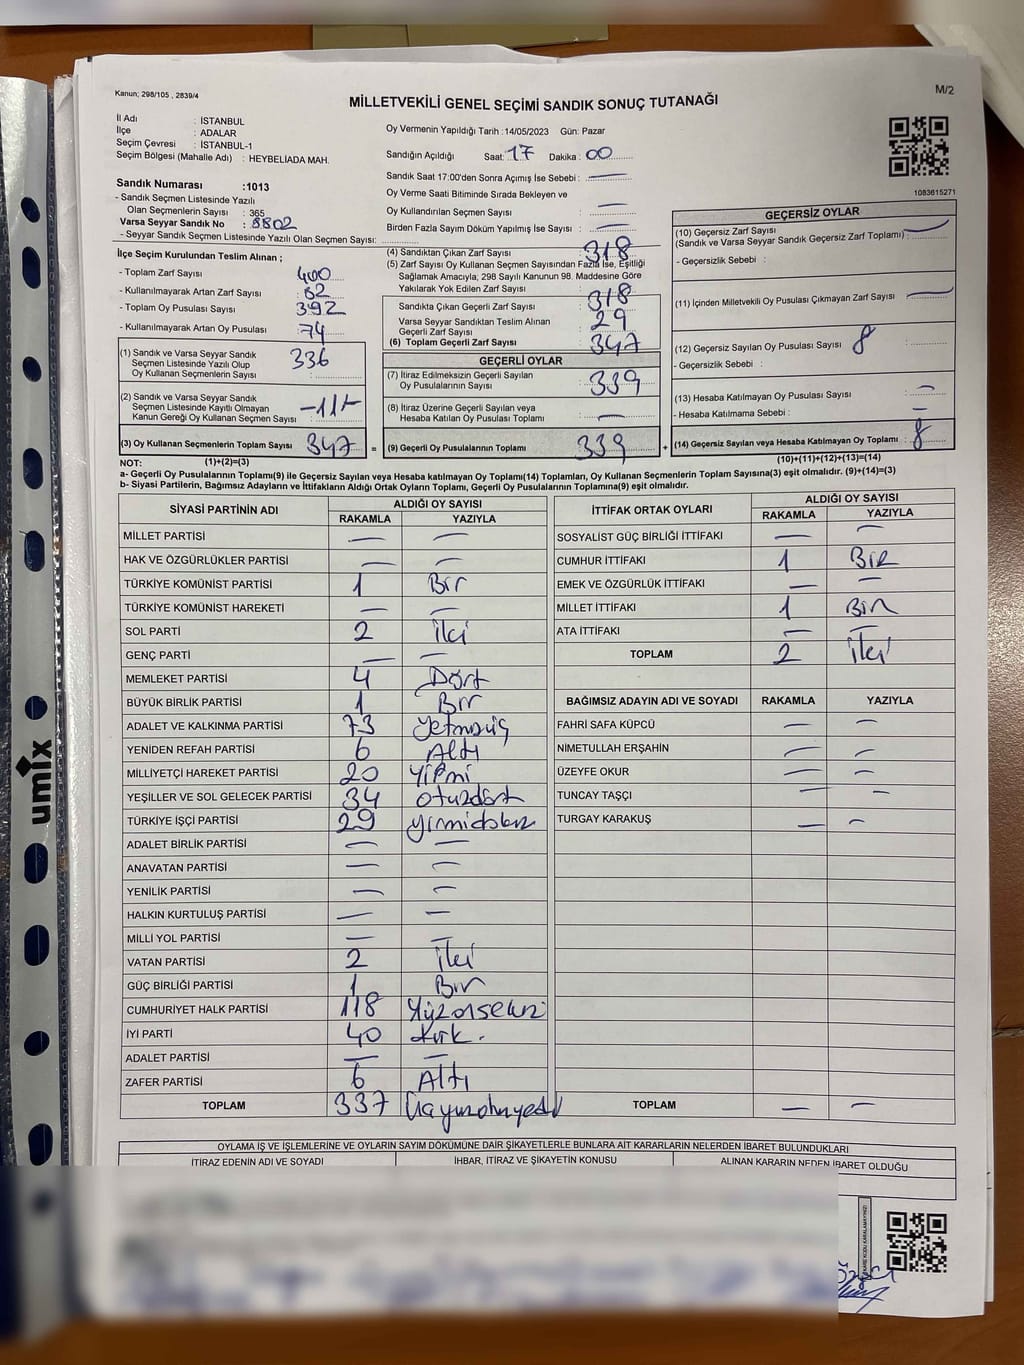 Kanun; 298/105 , 2839/4
M/2
MİLLETVEKİLİ GENEL SEÇİMİ SANDIK SONUÇ TUTANAĞI
İl Adı : İSTANBUL
İlçe : ADALAR
Seçim Çevresi : İSTANBUL-1
Seçim Bölgesi (Mahalle Adı) : HEYBELİADA MAH.
Sandık Numarası :1013
- Sandık Seçmen Listesinde Yazılı
Olan Seçmenlerin Sayısı : 365
Varsa Seyyar Sandık No : 8802
- Seyyar Sandık Seçmen Listesinde Yazılı Olan Seçmen Sayısı:
Oy Vermenin Yapıldığı Tarih :14/05/2023 Gün: Pazar
Sandığın Açıldığı Saat: 17 Dakika : 00
Sandık Saat 17:00'den Sonra Açımış İse Sebebi : —
Oy Verme Saati Bitiminde Sırada Bekleyen ve
Oy Kullandırılan Seçmen Sayısı : —
Birden Fazla Sayım Döküm Yapılmış İse Sayısı : —
1083615271
İlçe Seçim Kurulundan Teslim Alınan ;
- Toplam Zarf Sayısı : 400
- Kullanılmayarak Artan Zarf Sayısı : 82
- Toplam Oy Pusulası Sayısı : 392
- Kullanılmayarak Artan Oy Pusulası : 74
(1) Sandık ve Varsa Seyyar Sandık
Seçmen Listesinde Yazılı Olup
Oy Kullanan Seçmenlerin Sayısı : 336
(2) Sandık ve Varsa Seyyar Sandık
Seçmen Listesinde Kayıtlı Olmayan
Kanun Gereği Oy Kullanan Seçmen Sayısı : -11-
(3) Oy Kullanan Seçmenlerin Toplam Sayısı : 347 =
(4) Sandıktan Çıkan Zarf Sayısı : 318
(5) Zarf Sayısı Oy Kullanan Seçmen Sayısından Fazla İse, Eşitliği
Sağlamak Amacıyla; 298 Sayılı Kanunun 98. Maddesine Göre
Yakılarak Yok Edilen Zarf Sayısı :
Sandıkta Çıkan Geçerli Zarf Sayısı : 318
Varsa Seyyar Sandıktan Teslim Alınan
Geçerli Zarf Sayısı : 29
(6) Toplam Geçerli Zarf Sayısı : 347
GEÇERLİ OYLAR
(7) İtiraz Edilmeksizin Geçerli Sayılan
Oy Pusulalarının Sayısı : 339
(8) İtiraz Üzerine Geçerli Sayılan veya
Hesaba Katılan Oy Pusulası Toplamı : —
(9) Geçerli Oy Pusulalarının Toplamı : 339 +
GEÇERSİZ OYLAR
(10) Geçersiz Zarf Sayısı
(Sandık ve Varsa Seyyar Sandık Geçersiz Zarf Toplamı) : —
- Geçersizlik Sebebi :
(11) İçinden Milletvekili Oy Pusulası Çıkmayan Zarf Sayısı : —
(12) Geçersiz Sayılan Oy Pusulası Sayısı : 8
- Geçersizlik Sebebi :
(13) Hesaba Katılmayan Oy Pusulası Sayısı : —
- Hesaba Katılmama Sebebi : —
(14) Geçersiz Sayılan veya Hesaba Katılmayan Oy Toplamı : 8
NOT: (1)+(2)=(3)
(10)+(11)+(12)+(13)=(14)
a- Geçerli Oy Pusulalarının Toplamı(9) ile Geçersiz Sayılan veya Hesaba katılmayan Oy Toplamı(14) Toplamları, Oy Kullanan Seçmenlerin Toplam Sayısına(3) eşit olmalıdır. (9)+(14)=(3)
b- Siyasi Partilerin, Bağımsız Adayların ve İttifakların Aldığı Ortak Oyların Toplamı, Geçerli Oy Pusulalarının Toplamına(9) eşit olmalıdır.
SİYASİ PARTİNİN ADI ALDIĞI OY SAYISI
RAKAMLA YAZIYLA
MİLLET PARTİSİ — —
HAK VE ÖZGÜRLÜKLER PARTİSİ — —
TÜRKİYE KOMÜNİST PARTİSİ 1 Bir
TÜRKİYE KOMÜNİST HAREKETİ — —
SOL PARTİ 2 iki
GENÇ PARTİ — —
MEMLEKET PARTİSİ 4 Dört
BÜYÜK BİRLİK PARTİSİ 1 Bir
ADALET VE KALKINMA PARTİSİ 73 Yetmişüç
YENİDEN REFAH PARTİSİ 6 Altı
MİLLİYETÇİ HAREKET PARTİSİ 20 Yirmi
YEŞİLLER VE SOL GELECEK PARTİSİ 34 otuzdört
TÜRKİYE İŞÇİ PARTİSİ 29 yirmidokuz
ADALET BİRLİK PARTİSİ — —
ANAVATAN PARTİSİ — —
YENİLİK PARTİSİ — —
HALKIN KURTULUŞ PARTİSİ — —
MİLLİ YOL PARTİSİ — —
VATAN PARTİSİ 2 iki
GÜÇ BİRLİĞİ PARTİSİ 1 Bir
CUMHURİYET HALK PARTİSİ 118 Yüzonsekiz
İYİ PARTİ 40 Kırk.
ADALET PARTİSİ — —
ZAFER PARTİSİ 6 Altı
TOPLAM 337 Üçyüzotuzyedi
İTTİFAK ORTAK OYLARI ALDIĞI OY SAYISI
RAKAMLA YAZIYLA
SOSYALİST GÜÇ BİRLİĞİ İTTİFAKI — —
CUMHUR İTTİFAKI 1 Bir
EMEK VE ÖZGÜRLÜK İTTİFAKI — —
MİLLET İTTİFAKI 1 Bir
ATA İTTİFAKI — —
TOPLAM 2 iki
BAĞIMSIZ ADAYIN ADI VE SOYADI RAKAMLA YAZIYLA
FAHRİ SAFA KÜPCÜ — —
NİMETULLAH ERŞAHİN — —
ÜZEYFE OKUR — —
TUNCAY TAŞÇI — —
TURGAY KARAKUŞ — —
TOPLAM — —
OYLAMA İŞ VE İŞLEMLERİNE VE OYLARIN SAYIM DÖKÜMÜNE DAİR ŞİKAYETLERLE BUNLARA AİT KARARLARIN NELERDEN İBARET BULUNDUKLARI
İTİRAZ EDENİN ADI VE SOYADI İHBAR, İTİRAZ VE ŞİKAYETİN KONUSU ALINAN KARARIN NEDEN İBARET OLDUĞU
KARE KODU KARALAMAYINIZ!
umix